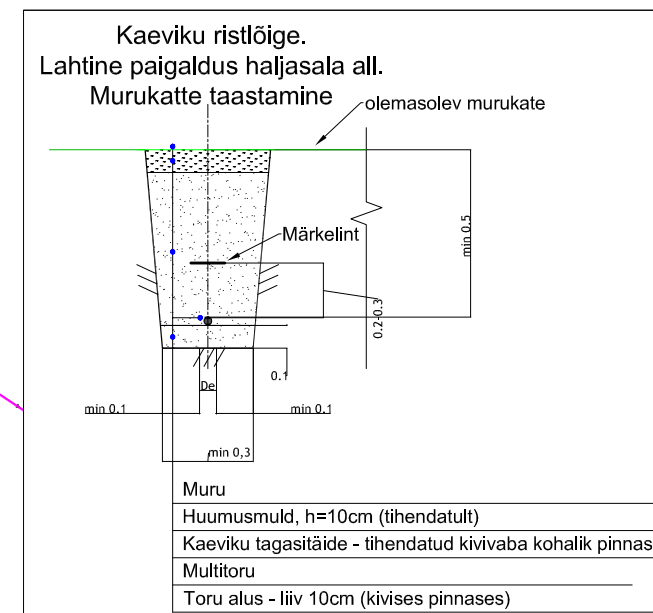 Kaeviku ristlõige.
Lahtine paigaldus haljasala all.
Murukatte taastamine
olemasolev murukate
min 0.5
Märkelint
0.2-0.3
0.1
De
min 0.1
min 0.1
min 0,3
Muru
Huumusmuld, h=10cm (tihendatult)
Kaeviku tagasitäide - tihendatud kivivaba kohalik pinnas
Multitoru
Toru alus - liiv 10cm (kivises pinnases)